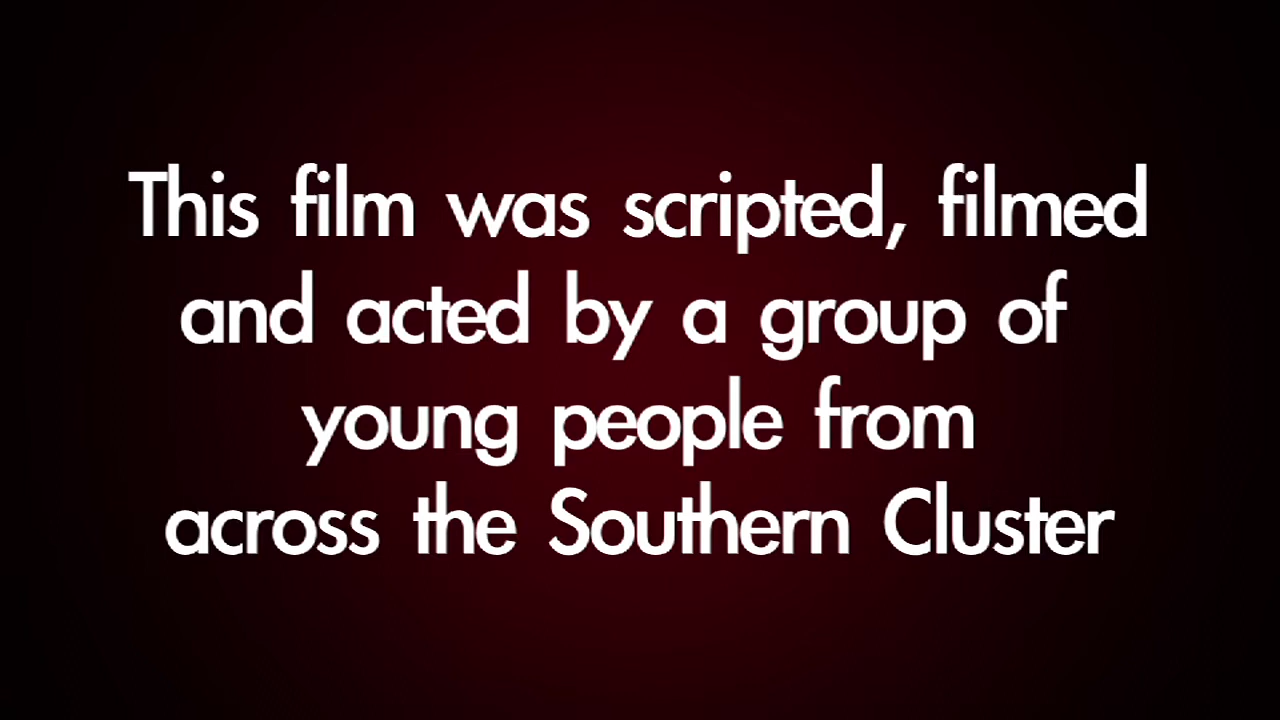 This film was scripted, filmed
and acted by a group of
young people from
across the Southern Cluster